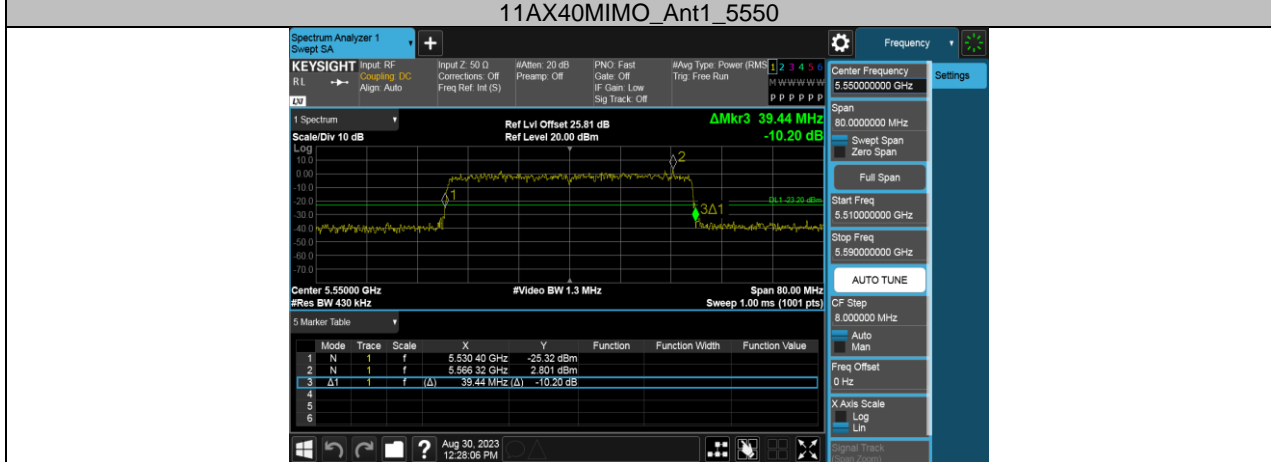 11AX40MIMO_Ant1_5550
Spectrum Analyzer 1
Swept SA
+
Frequency
KEYSIGHT
RL
LXI
Input: RF
Coupling: DC
Align: Auto
Input Z: 50 Ω
Corrections: Off
Freq Ref: Int (S)
#Atten: 20 dB
Preamp: Off
PNO: Fast
Gate: Off
IF Gain: Low
Sig Track: Off
#Avg Type: Power (RMS
Trig: Free Run
1 2 3 4 5 6
M W W W W W
P P P P P P
Center Frequency
5.550000000 GHz
Settings
Span
80.0000000 MHz
Swept Span
Zero Span
Full Span
Start Freq
5.510000000 GHz
Stop Freq
5.590000000 GHz
AUTO TUNE
CF Step
8.000000 MHz
Auto
Man
Freq Offset
0 Hz
X Axis Scale
Log
Lin
Signal Track
(Span Zoom)
1 Spectrum
Scale/Div 10 dB
Ref Lvl Offset 25.81 dB
Ref Level 20.00 dBm
ΔMkr3 39.44 MHz
-10.20 dB
Log
10.0
0.00
-10.0
-20.0
-30.0
-40.0
-50.0
-60.0
-70.0
1
2
3Δ1
DL1 -23.20 dBm
Center 5.55000 GHz
#Video BW 1.3 MHz
Span 80.00 MHz
#Res BW 430 kHz
Sweep 1.00 ms (1001 pts)
5 Marker Table
Mode Trace Scale X Y Function Function Width Function Value
1 N 1 f 5.530 40 GHz -25.32 dBm
2 N 1 f 5.566 32 GHz 2.801 dBm
3 Δ1 1 f (Δ) 39.44 MHz (Δ) -10.20 dB
4
5
6
?
Aug 30, 2023
12:28:06 PM